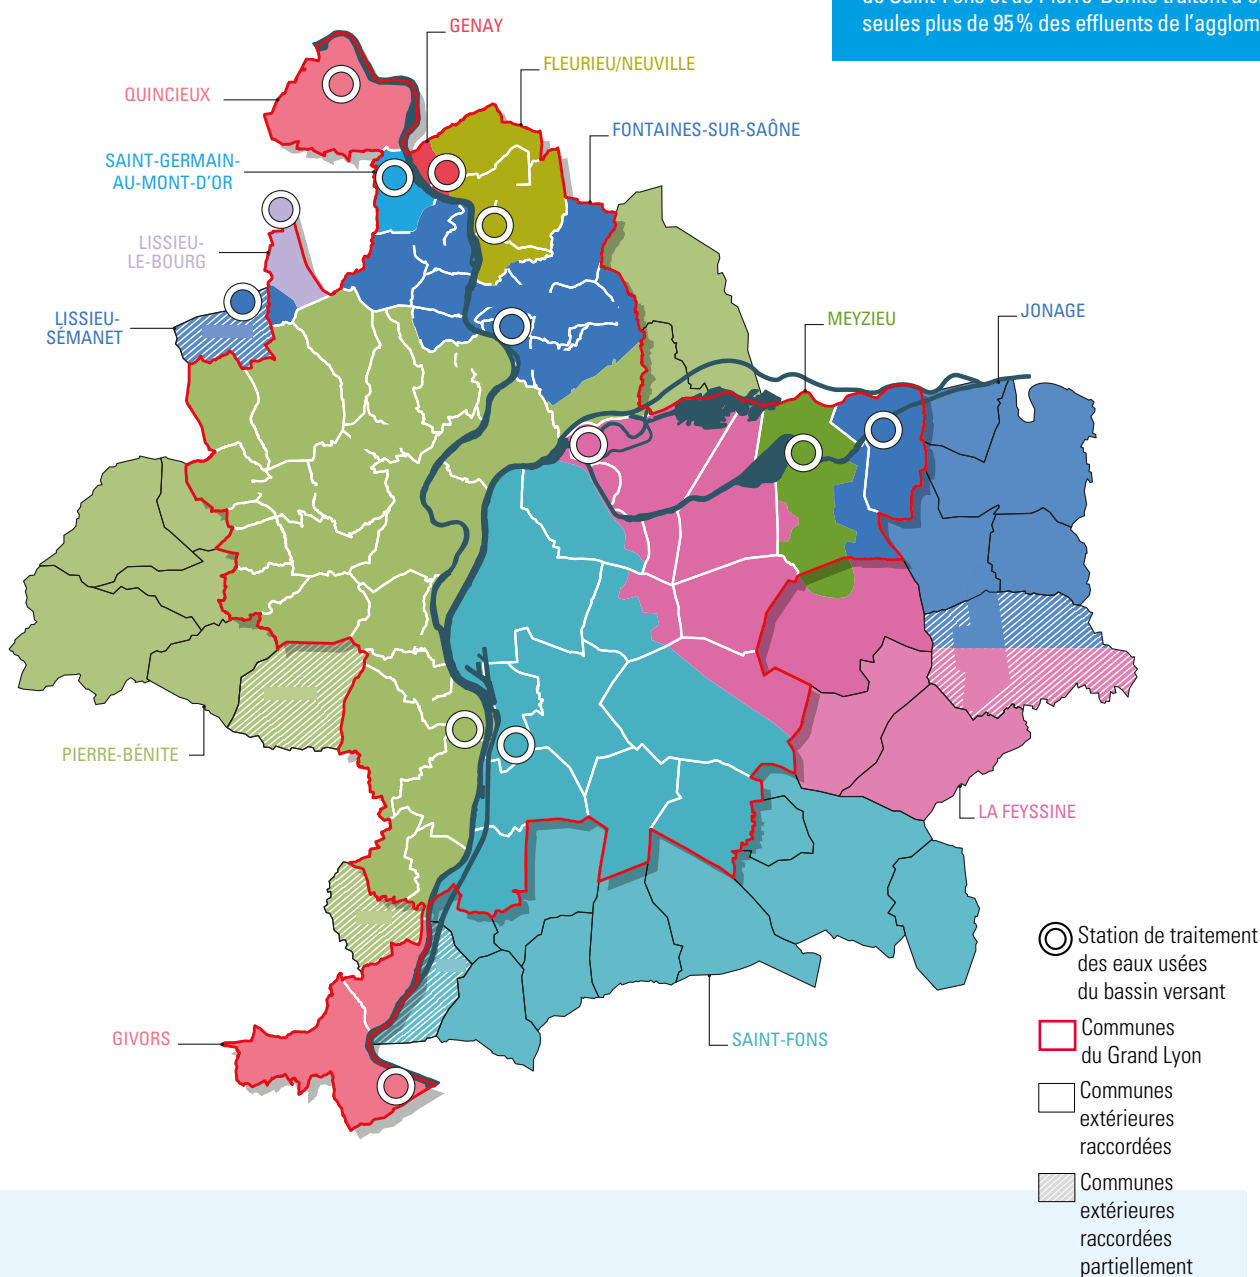 seules plus de 95 % des effluents de l'agglom
GENAY
FLEURIEU/NEUVILLE
QUINCIEUX
FONTAINES-SUR-SAÔNE
SAINT-GERMAIN-
AU-MONT-D'OR
LISSIEU-
LE-BOURG
LISSIEU-
SÉMANET
MEYZIEU
JONAGE
PIERRE-BÉNITE
LA FEYSSINE
GIVORS
SAINT-FONS
Station de traitement
des eaux usées
du bassin versant
Communes
du Grand Lyon
Communes
extérieures
raccordées
Communes
extérieures
raccordées
partiellement